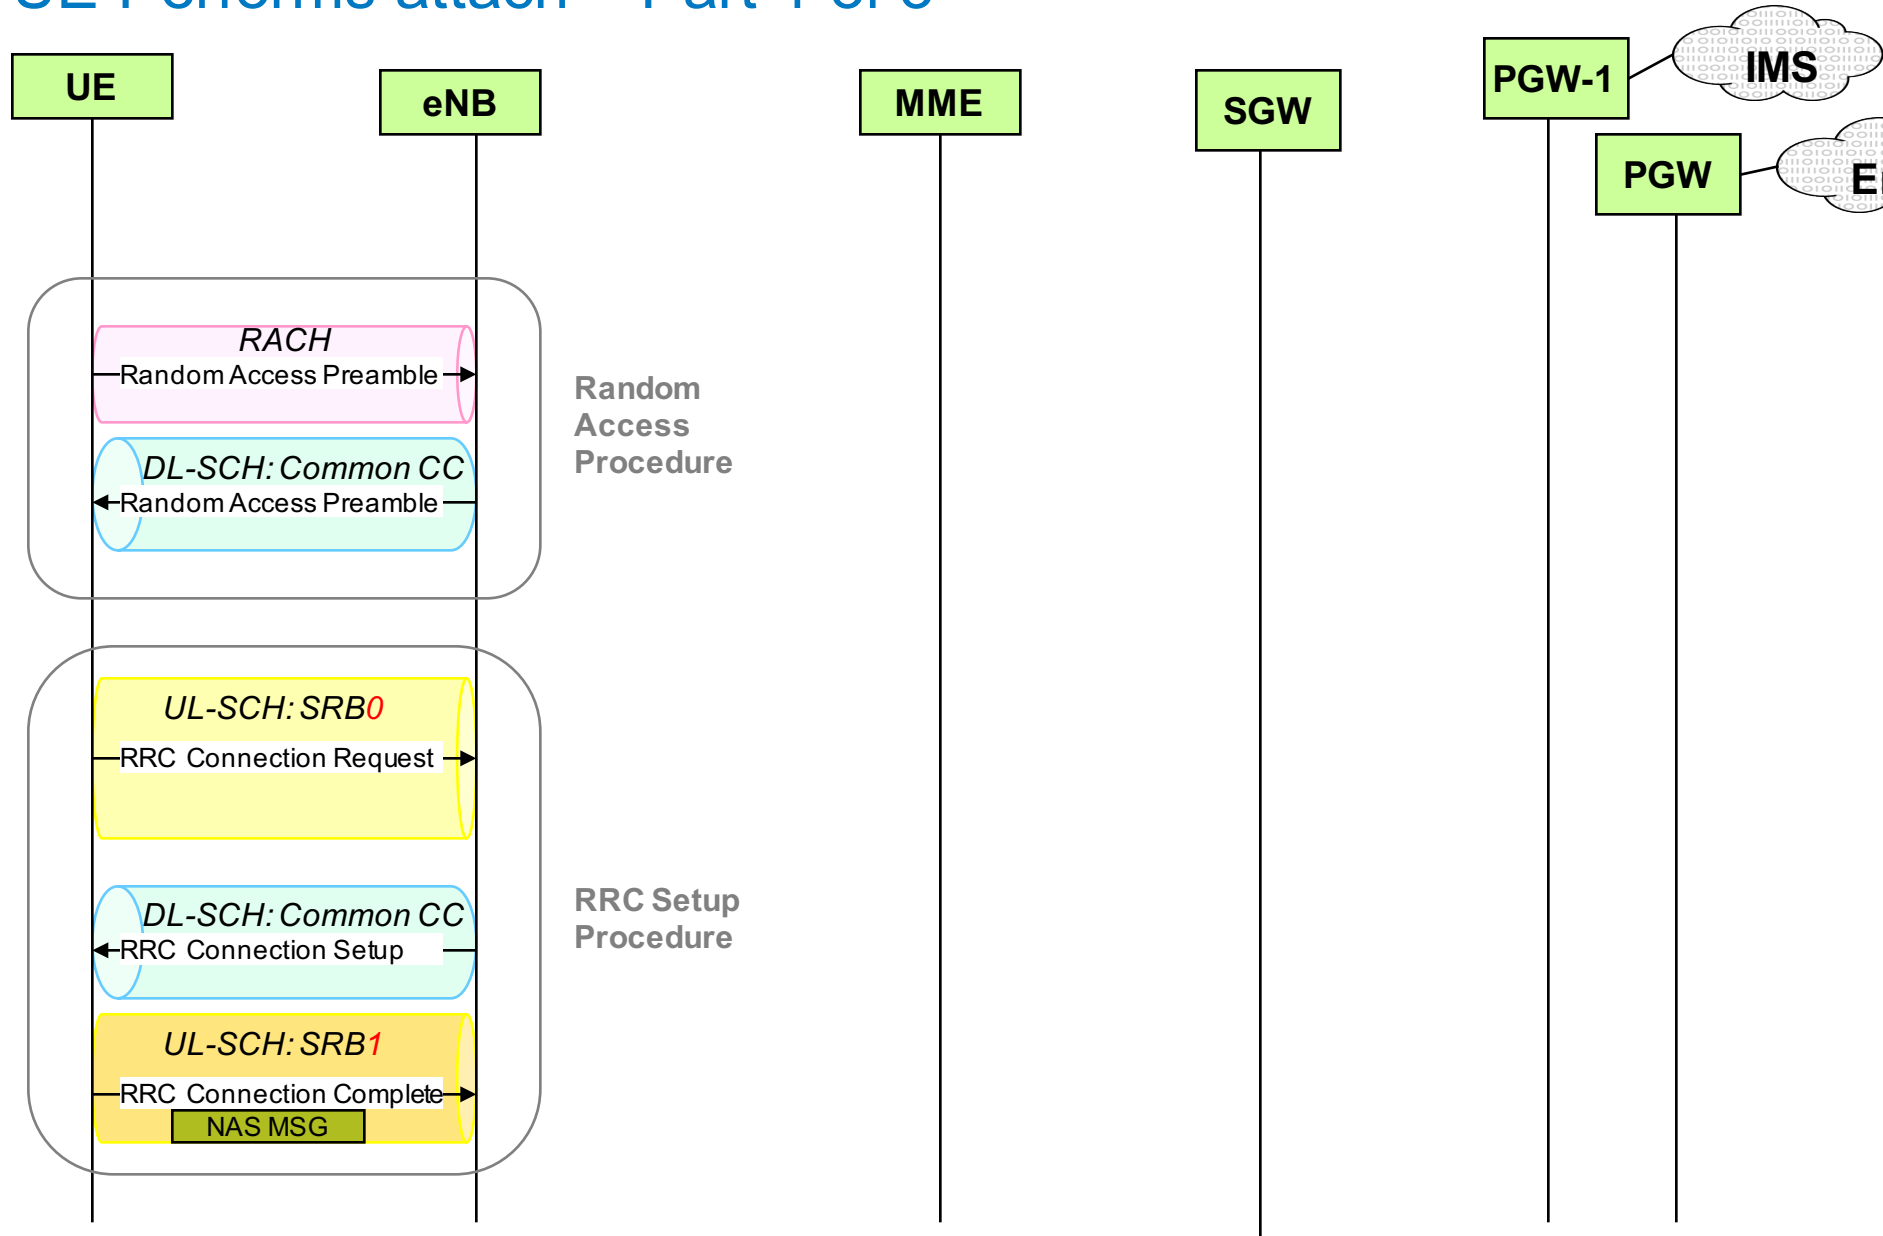 UE
eNB
MME
SGW
PGW-1
IMS
PGW
RACH
Random Access Preamble
DL-SCH: Common CC
Random Access Preamble
Random
Access
Procedure
UL-SCH: SRB0
RRC Connection Request
DL-SCH: Common CC
RRC Connection Setup
RRC Setup
Procedure
UL-SCH: SRB1
RRC Connection Complete
NAS MSG